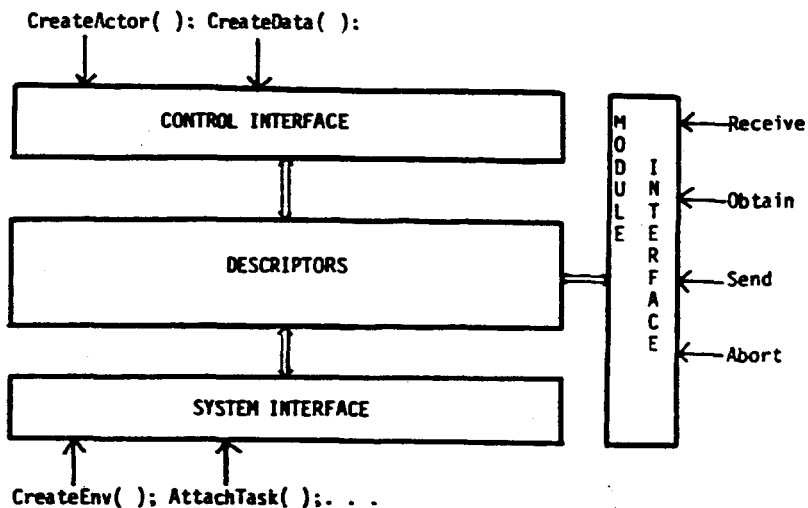 CreateActor( ): CreateData( ):
CONTROL INTERFACE
MODULE
INTERFACE
Receive
Obtain
DESCRIPTORS
Send
Abort
SYSTEM INTERFACE
CreateEnv( ); AttachTask( );. . .